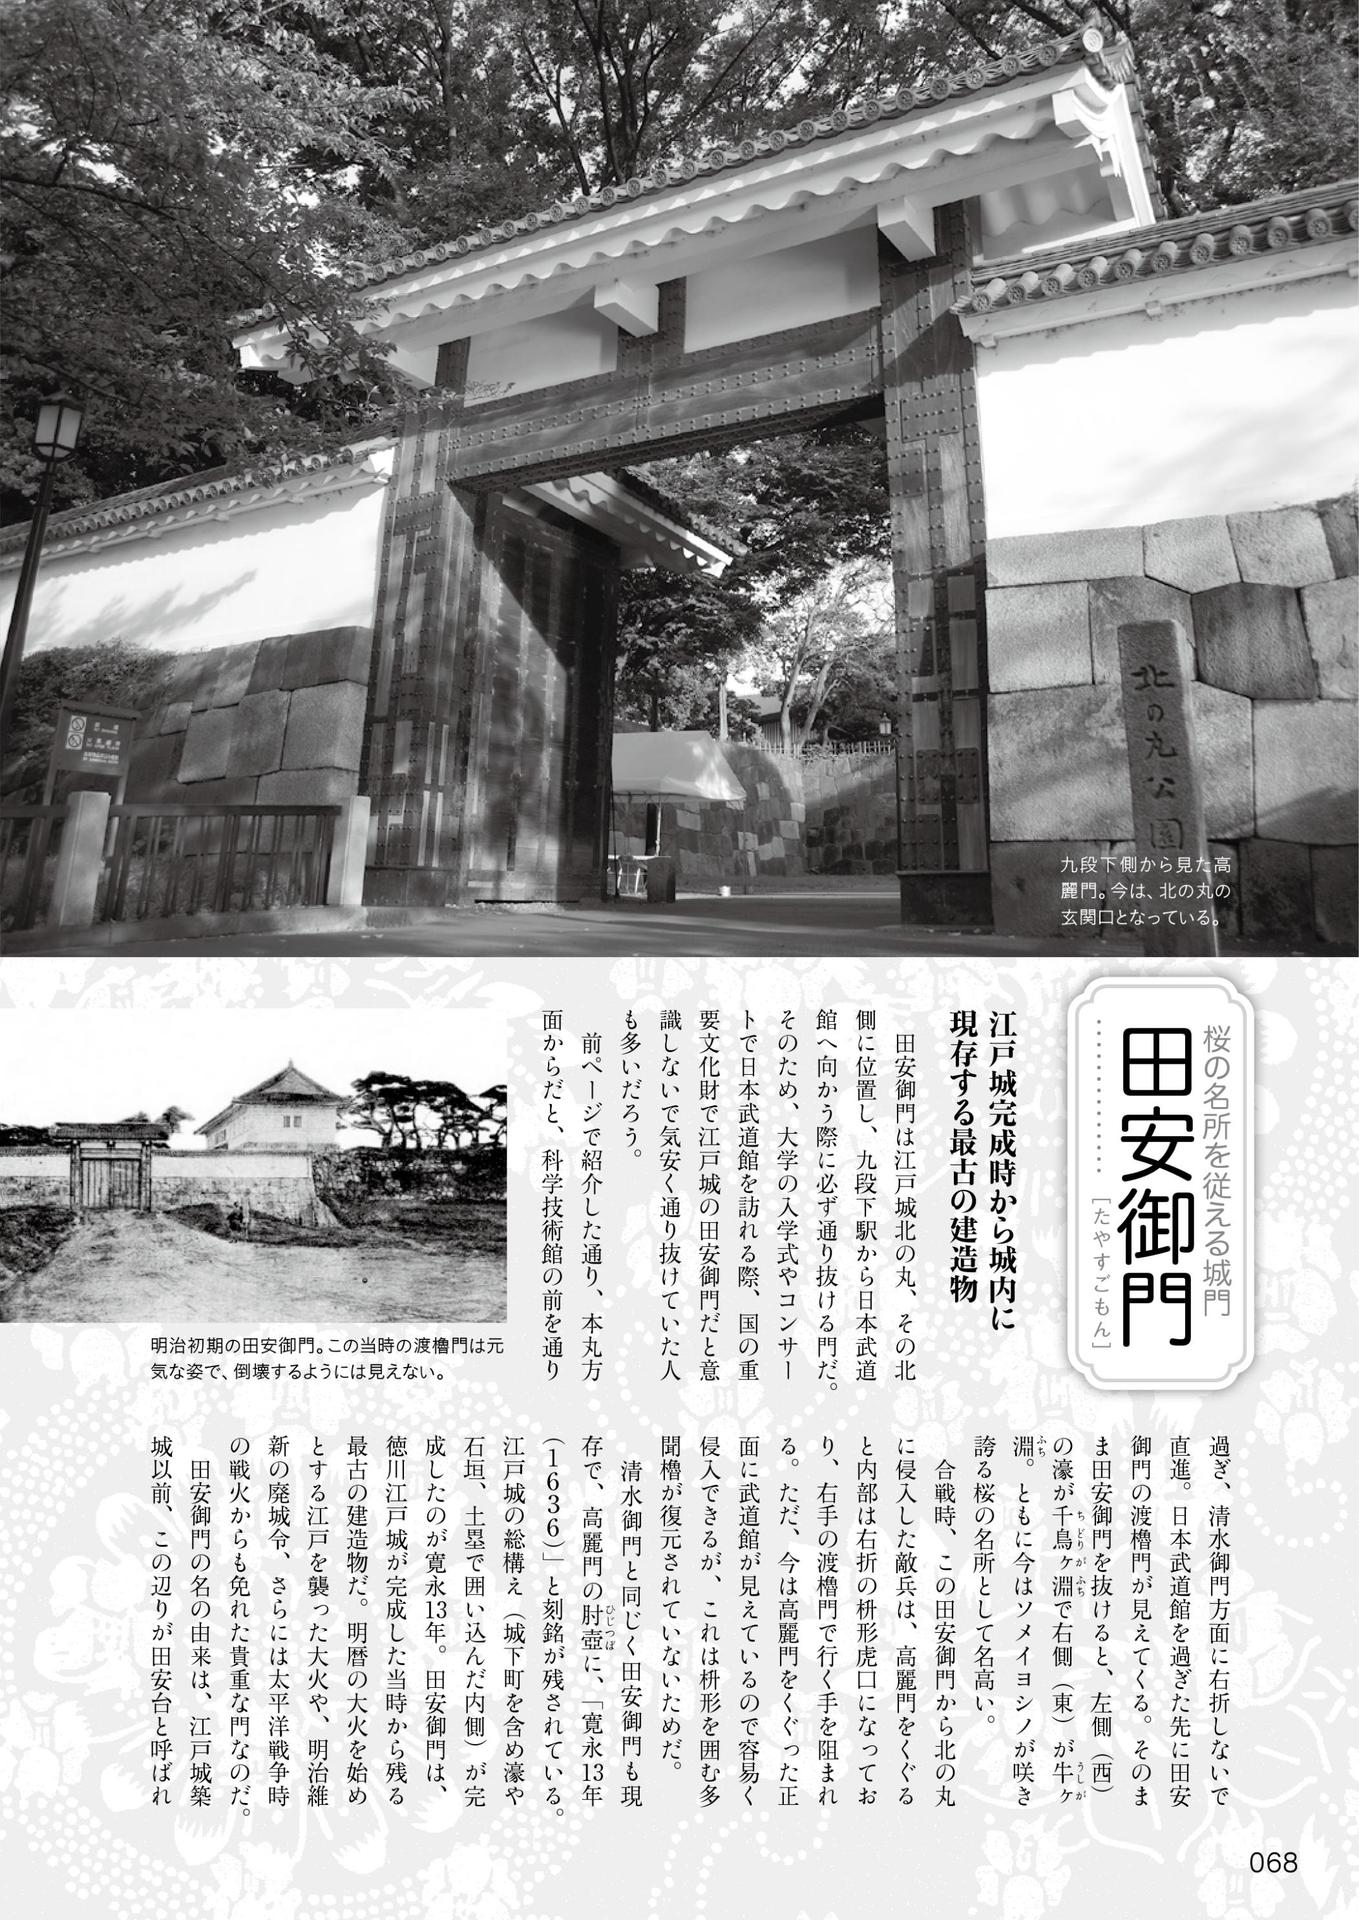 北の丸公園
九段下側から見た高
麗門。今は、北の丸の
玄関口となっている。
桜の名所を従える城門
田安御門
[たやすごもん]
江戸城完成時から城内に
現存する最古の建造物
　田安御門は江戸城北の丸、その北
側に位置し、九段下駅から日本武道
館へ向かう際に必ず通り抜ける門だ。
そのため、大学の入学式やコンサー
トで日本武道館を訪れる際、国の重
要文化財で江戸城の田安御門だと意
識しないで気安く通り抜けていた人
も多いだろう。
　前ページで紹介した通り、本丸方
面からだと、科学技術館の前を通り
明治初期の田安御門。この当時の渡櫓門は元
気な姿で、倒壊するようには見えない。
過ぎ、清水御門方面に右折しないで
直進。日本武道館を過ぎた先に田安
御門の渡櫓門が見えてくる。そのま
ま田安御門を抜けると、左側（西）
の濠が千鳥ヶ淵で右側（東）が牛ヶ
淵。ともに今はソメイヨシノが咲き
誇る桜の名所として名高い。
　合戦時、この田安御門から北の丸
に侵入した敵兵は、高麗門をくぐる
と内部は右折の枡形虎口になってお
り、右手の渡櫓門で行く手を阻まれ
る。ただ、今は高麗門をくぐった正
面に武道館が見えているので容易く
侵入できるが、これは枡形を囲む多
聞櫓が復元されていないためだ。
　清水御門と同じく田安御門も現
存で、高麗門の肘壺に、「寛永13年
（1636）」と刻銘が残されている。
江戸城の総構え（城下町を含め濠や
石垣、土塁で囲い込んだ内側）が完
成したのが寛永13年。田安御門は、
徳川江戸城が完成した当時から残る
最古の建造物だ。明暦の大火を始め
とする江戸を襲った大火や、明治維
新の廃城令、さらには太平洋戦争時
の戦火からも免れた貴重な門なのだ。
　田安御門の名の由来は、江戸城築
城以前、この辺りが田安台と呼ばれ
068